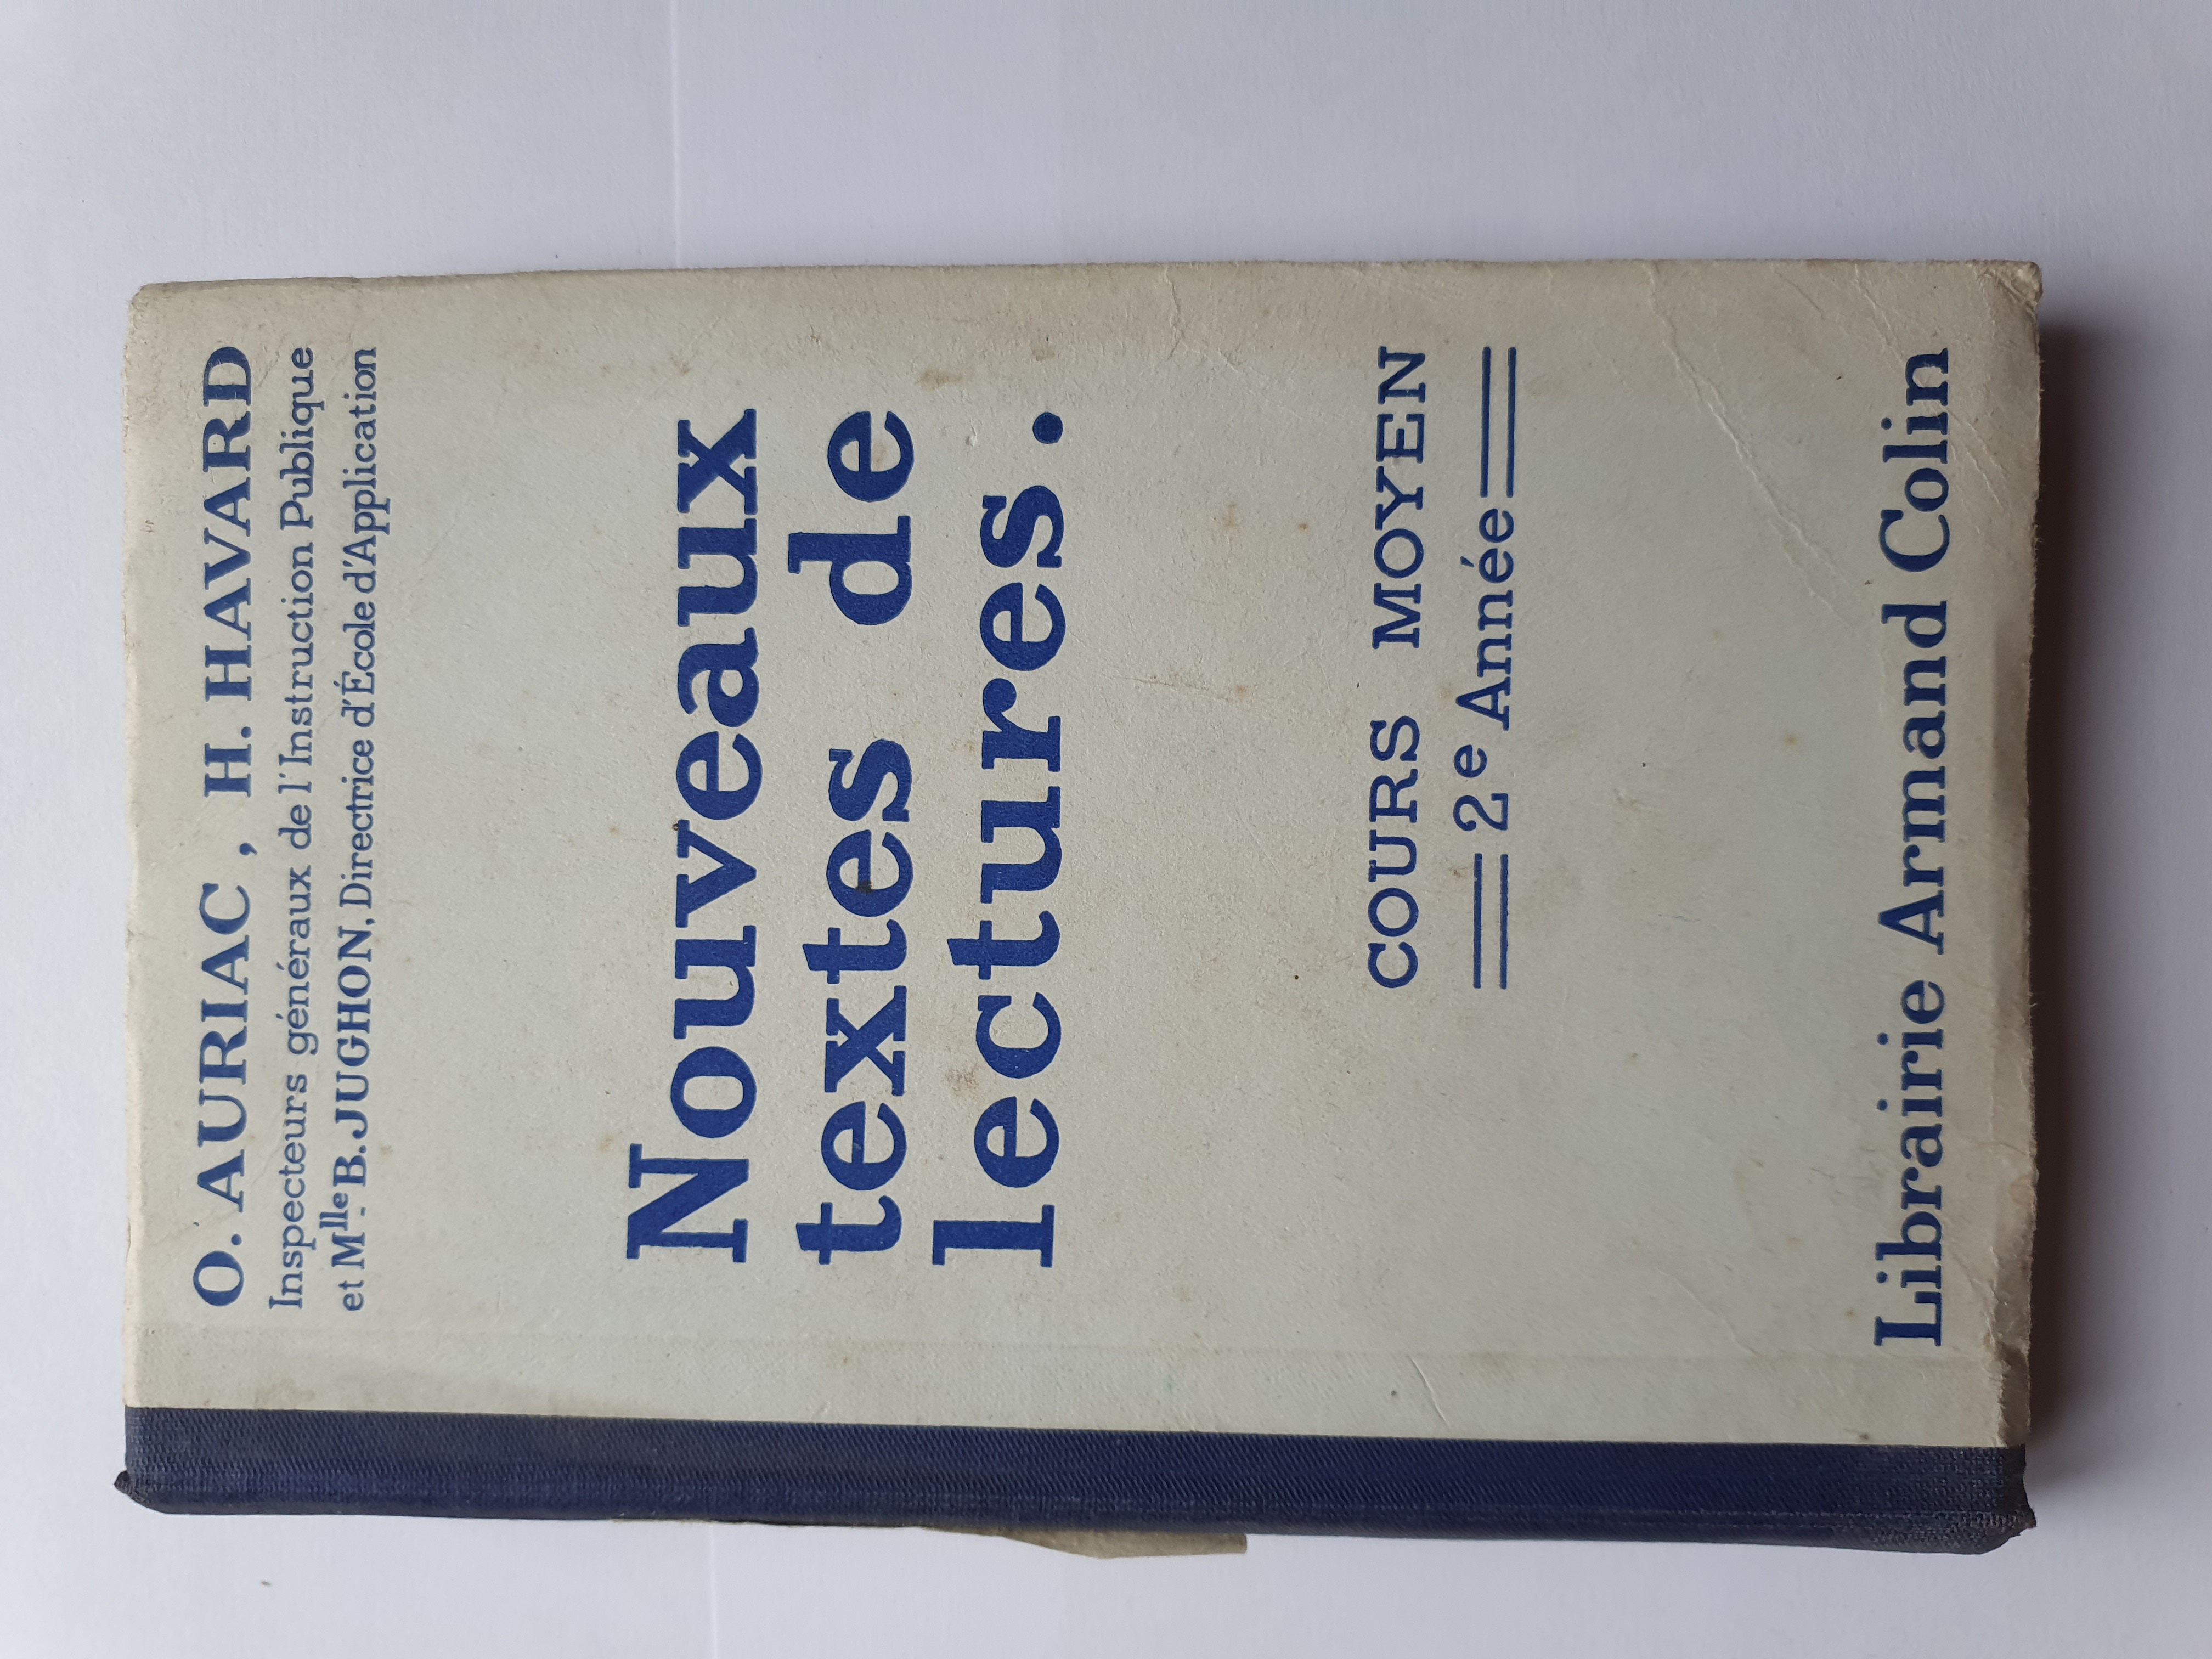 O. AURIAC, H. HAVARD
Inspecteurs généraux de l'Instruction Publique
et Mlle B. JUGHON, Directrice d'École d'Application
Nouveaux
textes de
lectures.
COURS MOYEN
2e Année
Librairie Armand Colin